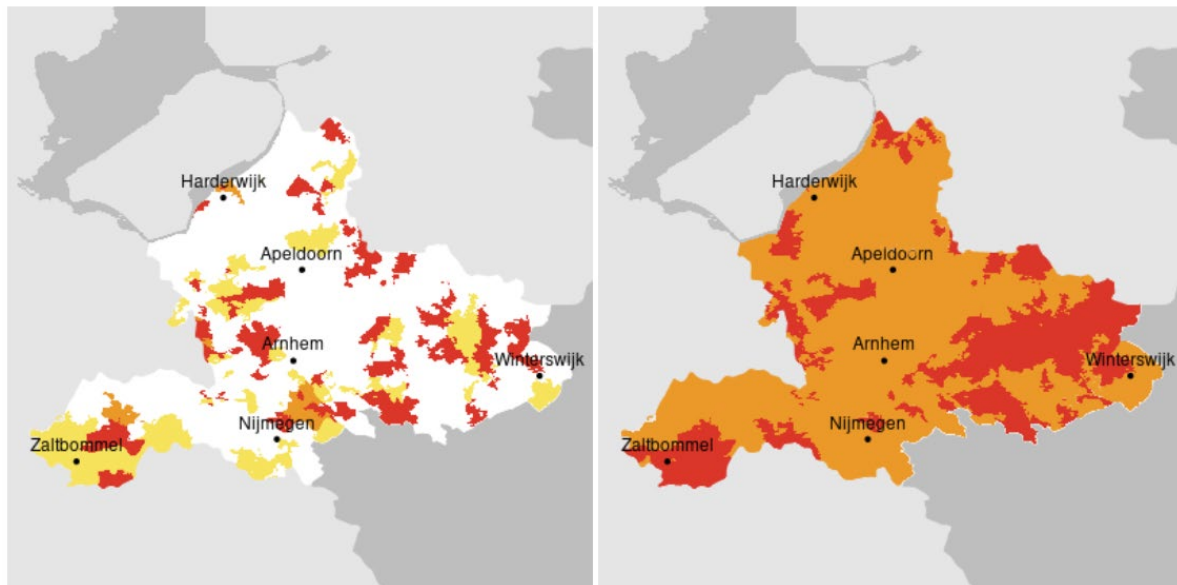 Harderwijk
Apeldoorn
Arnhem
Winterswijk
Nijmegen
Zaltbommel
Harderwijk
Apeldoorn
Arnhem
Winterswijk
Nijmegen
Zaltbommel